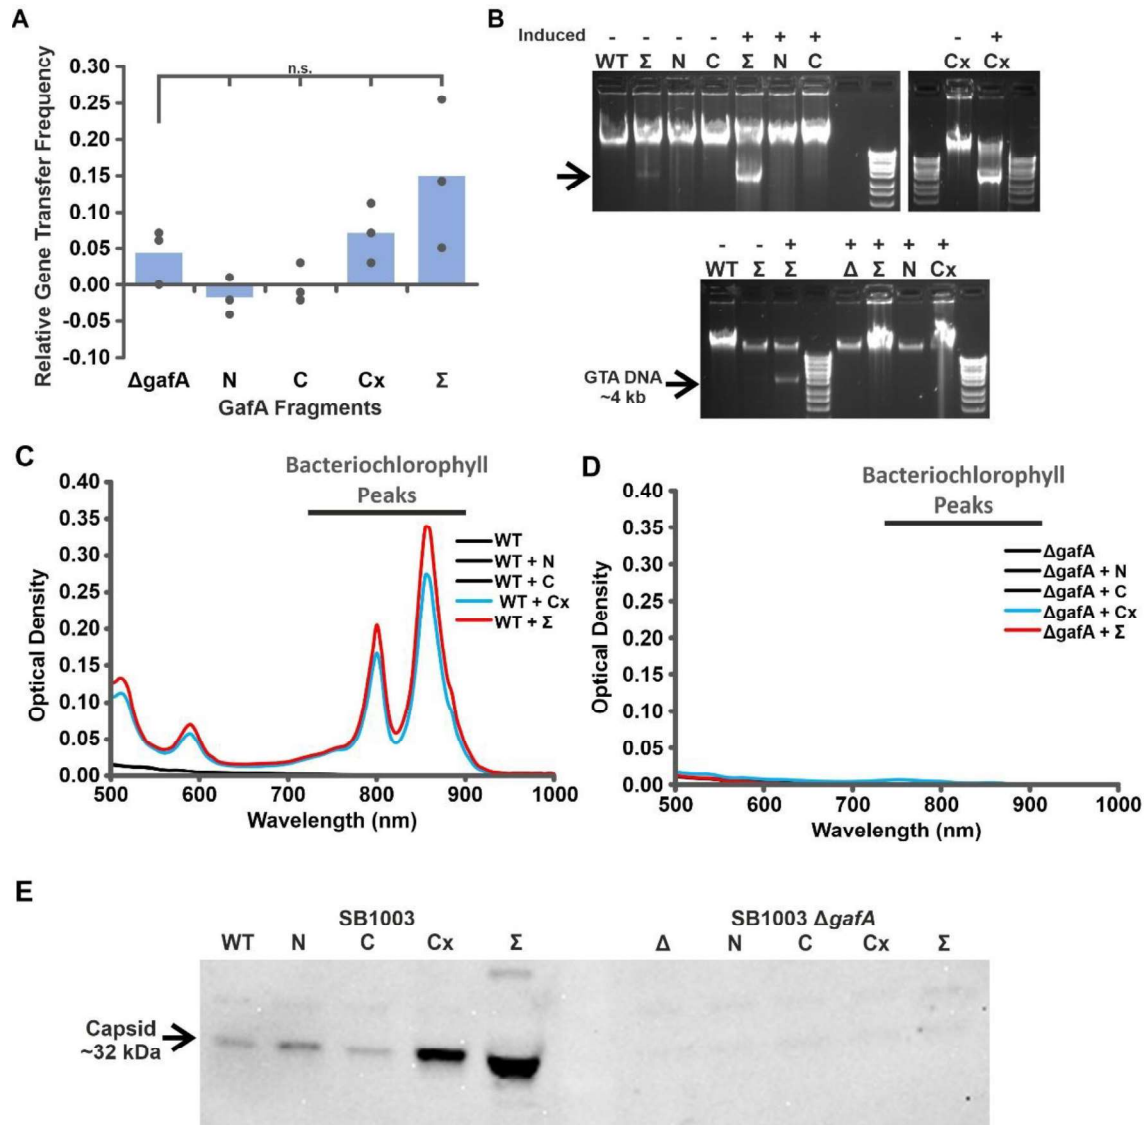 A
Relative Gene Transfer Frequency
0.30
0.25
0.20
0.15
0.10
0.05
0.00
-0.05
-0.10
n.s.
ΔgafA N C Cx Σ
GafA Fragments
B
Induced - - - - + + + - +
WT Σ N C Σ N C Cx Cx
- - + + + + +
WT Σ Σ Δ Σ N Cx
GTA DNA
~4 kb
C
Bacteriochlorophyll
Peaks
Optical Density
0.40
0.35
0.30
0.25
0.20
0.15
0.10
0.05
0.00
WT
WT + N
WT + C
WT + Cx
WT + Σ
500 600 700 800 900 1000
Wavelength (nm)
D
Bacteriochlorophyll
Peaks
Optical Density
0.40
0.35
0.30
0.25
0.20
0.15
0.10
0.05
0.00
ΔgafA
ΔgafA + N
ΔgafA + C
ΔgafA + Cx
ΔgafA + Σ
500 600 700 800 900 1000
Wavelength (nm)
E
SB1003 SB1003 ΔgafA
WT N C Cx Σ Δ N C Cx Σ
Capsid
~32 kDa